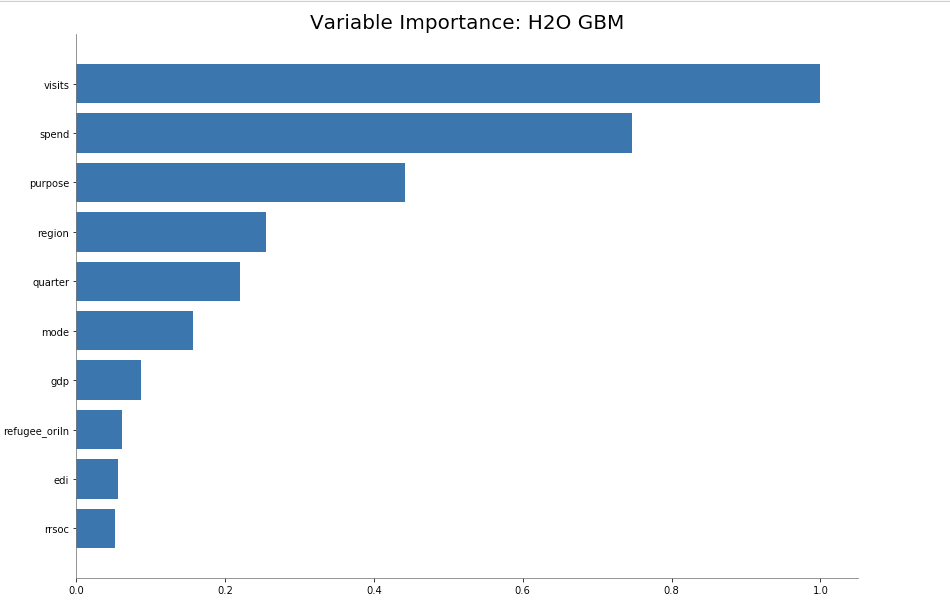 Variable Importance: H2O GBM
visits
spend
purpose
region
quarter
mode
gdp
refugee_oriln
edi
rrsoc
0.0 0.2 0.4 0.6 0.8 1.0